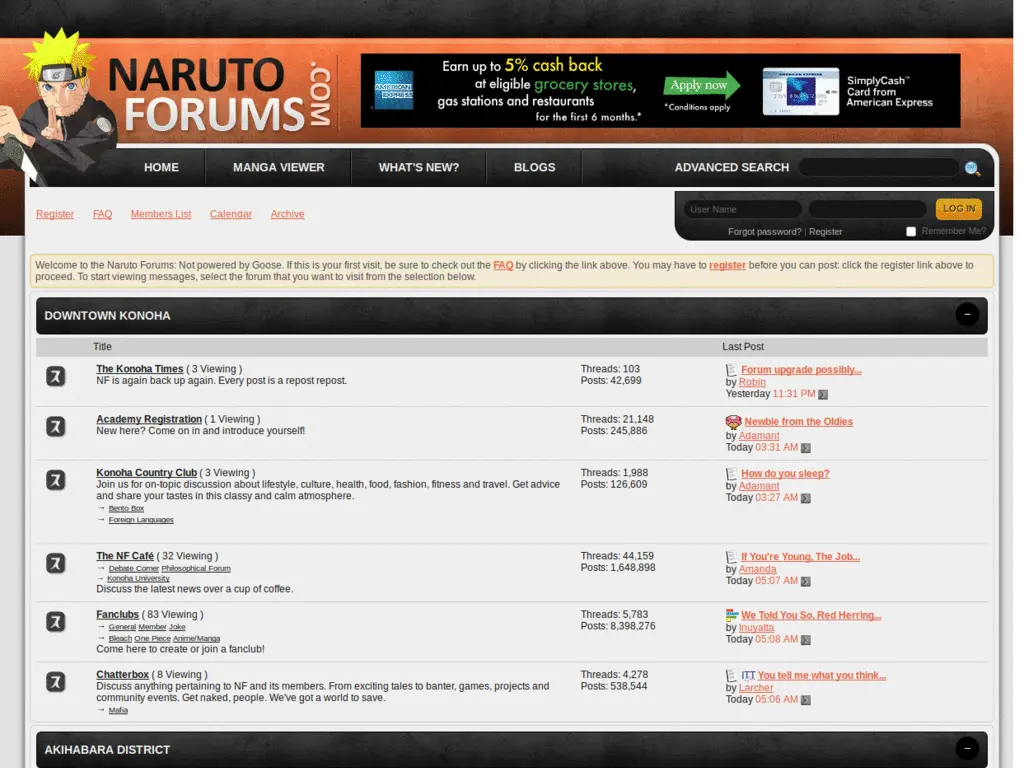 NARUTO
FORUMS
.COM
Earn up to 5% cash back
at eligible grocery stores,
gas stations and restaurants
for the first 6 months.*
AMERICAN
EXPRESS
Apply now
*Conditions apply
SimplyCash™
Card from
American Express
HOME
MANGA VIEWER
WHAT'S NEW?
BLOGS
ADVANCED SEARCH
Register
FAQ
Members List
Calendar
Archive
User Name
LOG IN
Forgot password? | Register
Remember Me?
Welcome to the Naruto Forums: Not powered by Goose. If this is your first visit, be sure to check out the FAQ by clicking the link above. You may have to register before you can post: click the register link above to
proceed. To start viewing messages, select the forum that you want to visit from the selection below.
DOWNTOWN KONOHA
Title
Last Post
ス
The Konoha Times ( 3 Viewing )
NF is again back up again. Every post is a repost repost.
Threads: 103
Posts: 42,699
Forum upgrade possibly...
by Robin
Yesterday 11:31 PM
ス
Academy Registration ( 1 Viewing )
New here? Come on in and introduce yourself!
Threads: 21,148
Posts: 245,886
Newbie from the Oldies
by Adamant
Today 03:31 AM
ス
Konoha Country Club ( 3 Viewing )
Join us for on-topic discussion about lifestyle, culture, health, food, fashion, fitness and travel. Get advice
and share your tastes in this classy and calm atmosphere.
→ Bento Box
→ Foreign Languages
Threads: 1,988
Posts: 126,609
How do you sleep?
by Adamant
Today 03:27 AM
ス
The NF Café ( 32 Viewing )
→ Debate Corner Philosophical Forum
→ Konoha University
Discuss the latest news over a cup of coffee.
Threads: 44,159
Posts: 1,648,898
If You're Young, The Job...
by Amanda
Today 05:07 AM
ス
Fanclubs ( 83 Viewing )
→ General Member Joke
→ Bleach One Piece Anime/Manga
Come here to create or join a fanclub!
Threads: 5,783
Posts: 8,398,276
We Told You So, Red Herring...
by Inuyatta
Today 05:08 AM
ス
Chatterbox ( 8 Viewing )
Discuss anything pertaining to NF and its members. From exciting tales to banter, games, projects and
community events. Get naked, people. We've got a world to save.
→ Mafia
Threads: 4,278
Posts: 538,544
ITT You tell me what you think...
by Larcher
Today 05:06 AM
AKIHABARA DISTRICT